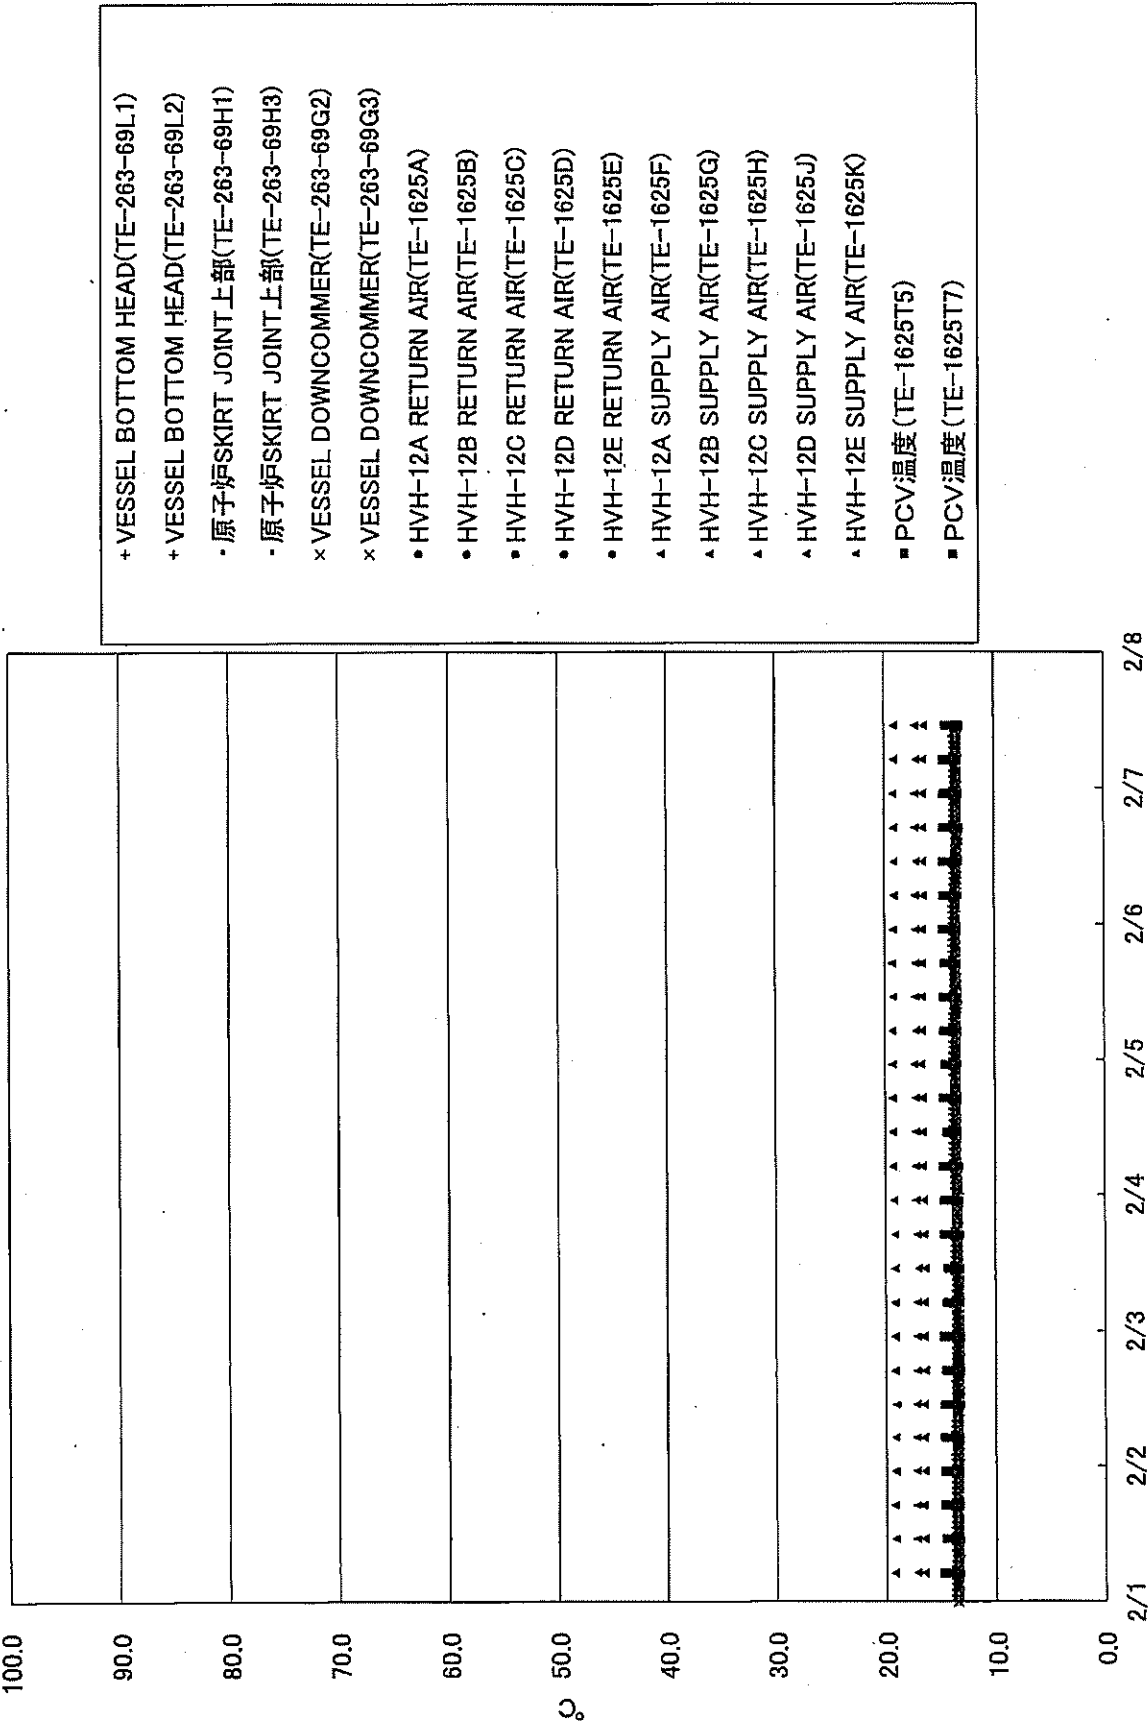 100.0
90.0
80.0
70.0
60.0
50.0
40.0
30.0
20.0
10.0
0.0
℃
2/1
2/2
2/3
2/4
2/5
2/6
2/7
2/8
+ VESSEL BOTTOM HEAD(TE-263-69L1)
+ VESSEL BOTTOM HEAD(TE-263-69L2)
- 原子炉SKIRT JOINT上部(TE-263-69H1)
- 原子炉SKIRT JOINT上部(TE-263-69H3)
× VESSEL DOWNCOMMER(TE-263-69G2)
× VESSEL DOWNCOMMER(TE-263-69G3)
● HVH-12A RETURN AIR(TE-1625A)
● HVH-12B RETURN AIR(TE-1625B)
● HVH-12C RETURN AIR(TE-1625C)
● HVH-12D RETURN AIR(TE-1625D)
● HVH-12E RETURN AIR(TE-1625E)
▲ HVH-12A SUPPLY AIR(TE-1625F)
▲ HVH-12B SUPPLY AIR(TE-1625G)
▲ HVH-12C SUPPLY AIR(TE-1625H)
▲ HVH-12D SUPPLY AIR(TE-1625J)
▲ HVH-12E SUPPLY AIR(TE-1625K)
■ PCV温度(TE-1625T5)
■ PCV温度(TE-1625T7)